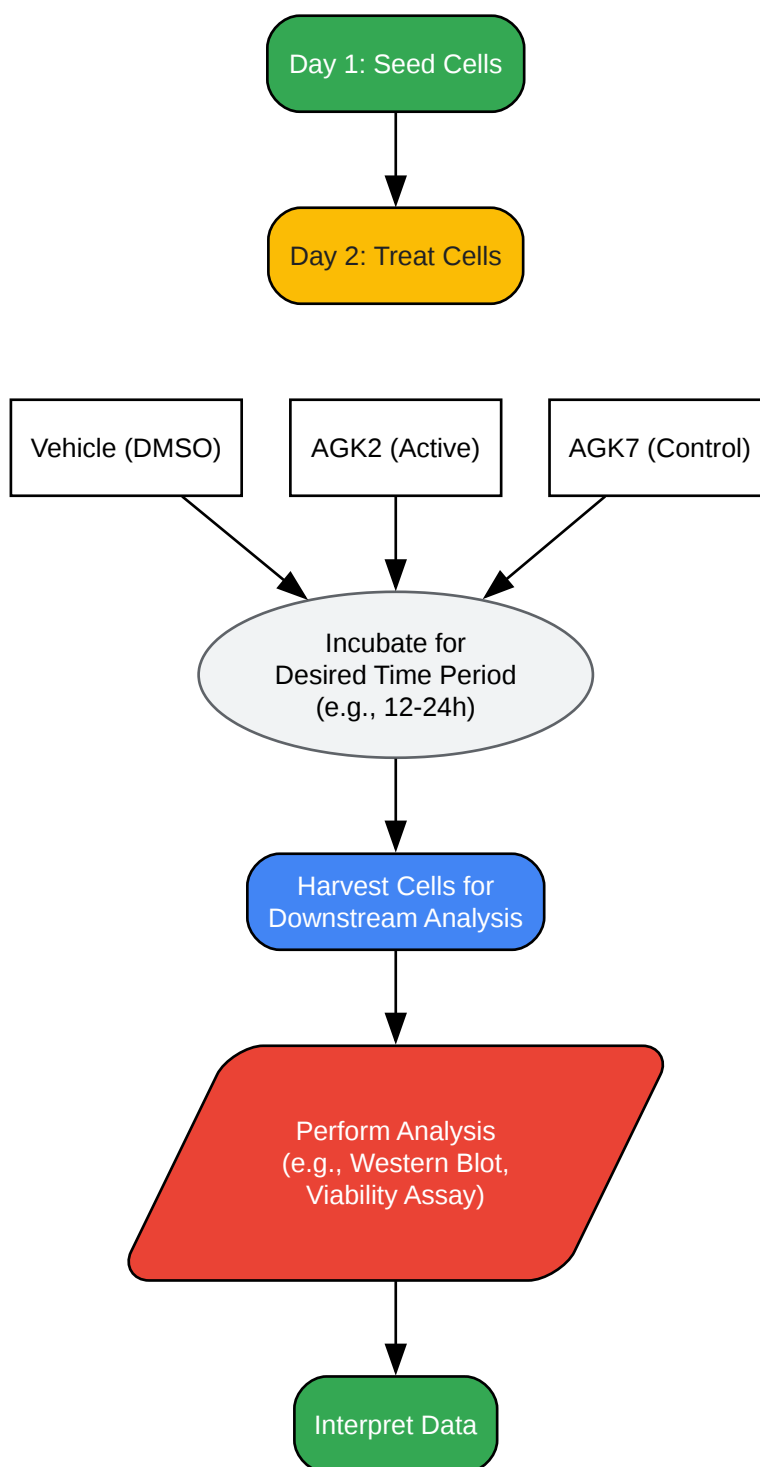 Day 1: Seed Cells
Day 2: Treat Cells
Vehicle (DMSO)
AGK2 (Active)
AGK7 (Control)
Incubate for
Desired Time Period
(e.g., 12-24h)
Harvest Cells for
Downstream Analysis
Perform Analysis
(e.g., Western Blot,
Viability Assay)
Interpret Data